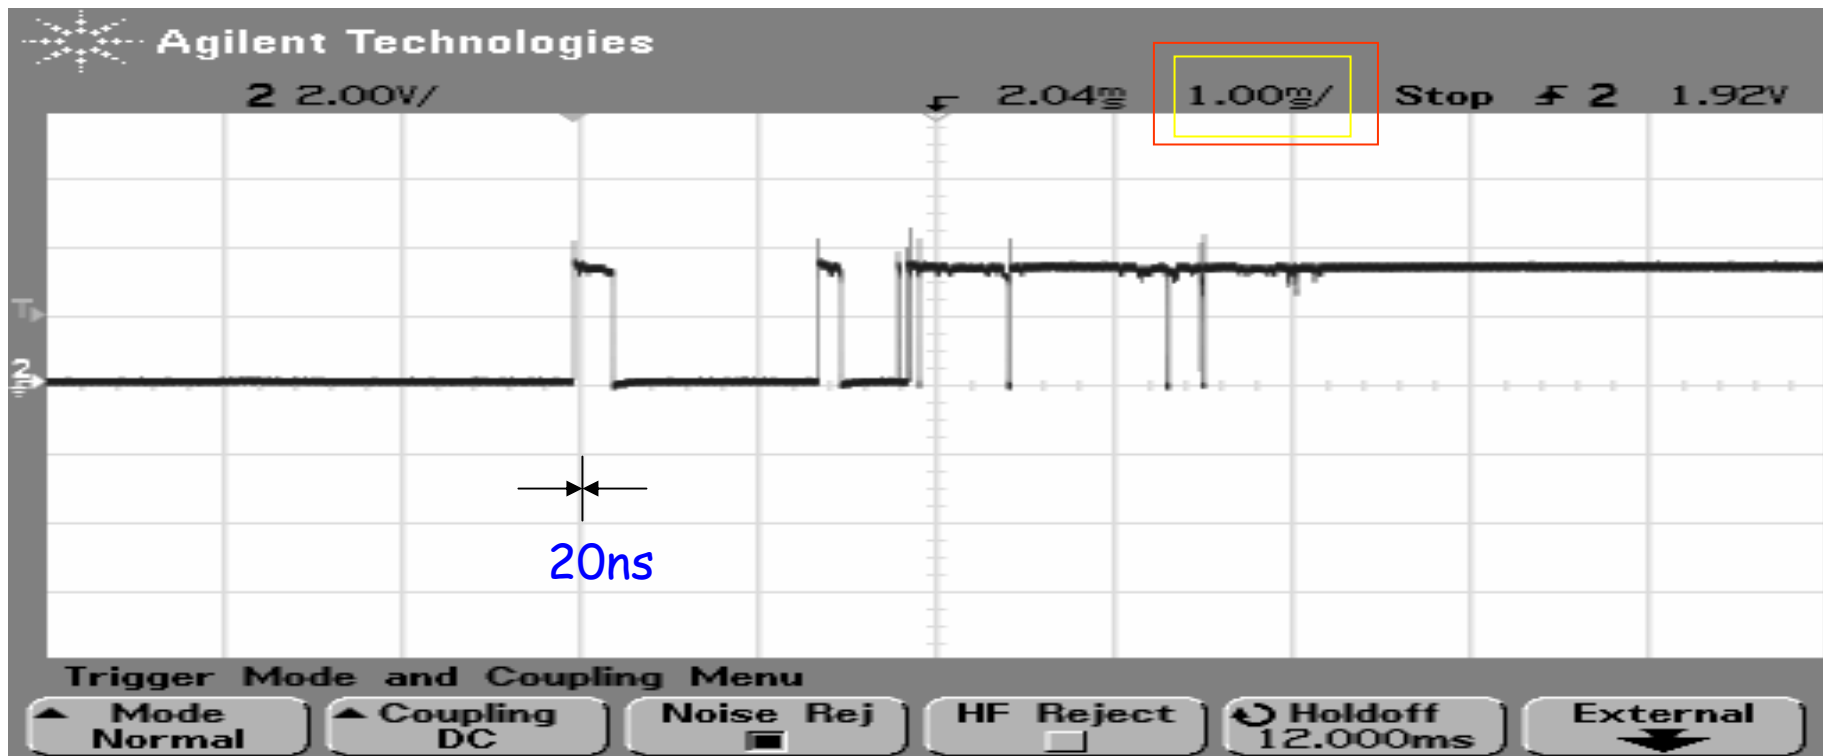 Agilent Technologies
2 2.00V/ 2.04ms 1.00ms/ Stop 2 1.92V
T
2
20ns
Trigger Mode and Coupling Menu
Mode Coupling Noise Rej HF Reject Holdoff External
Normal DC 12.000ms